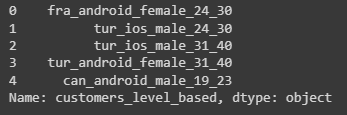 0    fra_android_female_24_30
1          tur_ios_male_24_30
2          tur_ios_male_31_40
3    tur_android_female_31_40
4      can_android_male_19_23
Name: customers_level_based, dtype: object